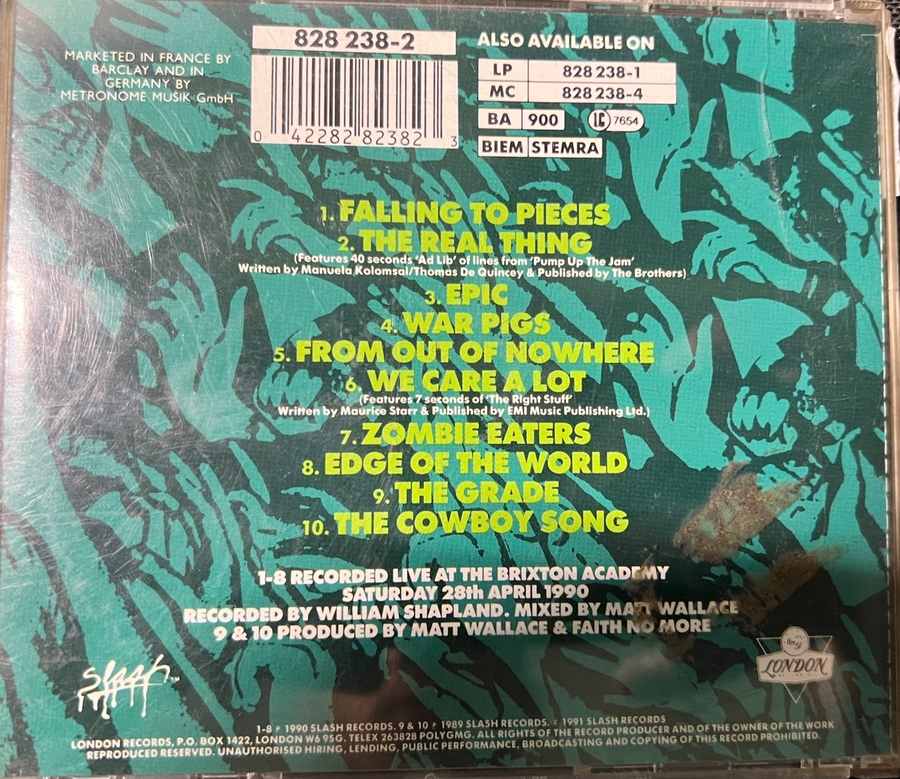 MARKETED IN FRANCE BY
BARCLAY AND IN
GERMANY BY
METRONOME MUSIK GmbH
828 238-2
0 42282 82382 3
ALSO AVAILABLE ON
LP 828 238-1
MC 828 238-4
BA 900 LC 7654
BIEM STEMRA
1. FALLING TO PIECES
2. THE REAL THING
(Features 40 seconds 'Ad Lib' of lines from 'Pump Up The Jam'
Written by Manuela Kolomsal/Thomas De Quincey & Published by The Brothers)
3. EPIC
4. WAR PIGS
5. FROM OUT OF NOWHERE
6. WE CARE A LOT
(Features 7 seconds of 'The Right Stuff'
Written by Maurice Starr & Published by EMI Music Publishing Ltd.)
7. ZOMBIE EATERS
8. EDGE OF THE WORLD
9. THE GRADE
10. THE COWBOY SONG
1-8 RECORDED LIVE AT THE BRIXTON ACADEMY
SATURDAY 28th APRIL 1990
RECORDED BY WILLIAM SHAPLAND. MIXED BY MATT WALLACE
9 & 10 PRODUCED BY MATT WALLACE & FAITH NO MORE
slash ™
LONDON
1-8 ℗ 1990 SLASH RECORDS. 9 & 10 ℗ 1989 SLASH RECORDS. © 1991 SLASH RECORDS
LONDON RECORDS, P.O. BOX 1422, LONDON W6 9SG. TELEX 263828 POLYGMG. ALL RIGHTS OF THE RECORD PRODUCER AND OF THE OWNER OF THE WORK
REPRODUCED RESERVED. UNAUTHORISED HIRING, LENDING, PUBLIC PERFORMANCE, BROADCASTING AND COPYING OF THIS RECORD PROHIBITED.